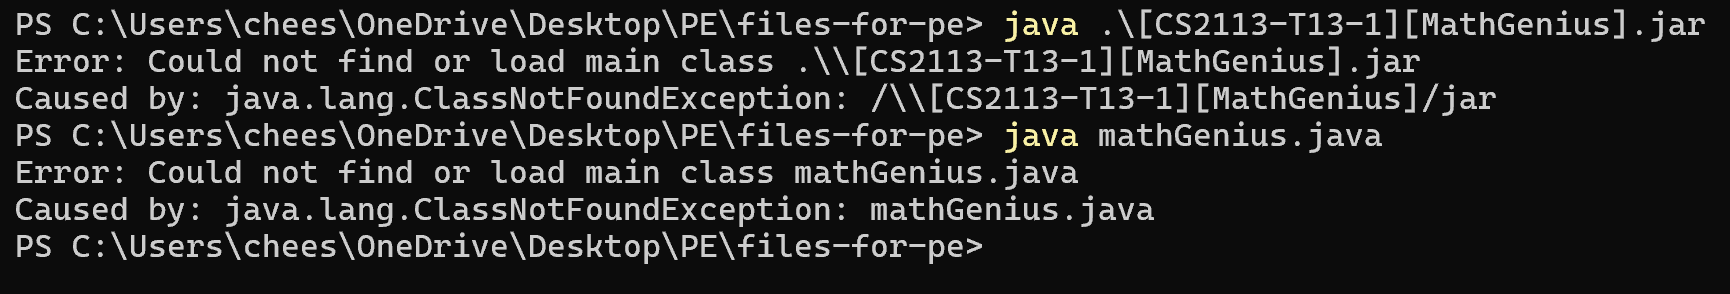 PS C:\Users\chees\OneDrive\Desktop\PE\files-for-pe> java .\[CS2113-T13-1][MathGenius].jar
Error: Could not find or load main class .\\[CS2113-T13-1][MathGenius].jar
Caused by: java.lang.ClassNotFoundException: /\\[CS2113-T13-1][MathGenius]/jar
PS C:\Users\chees\OneDrive\Desktop\PE\files-for-pe> java mathGenius.java
Error: Could not find or load main class mathGenius.java
Caused by: java.lang.ClassNotFoundException: mathGenius.java
PS C:\Users\chees\OneDrive\Desktop\PE\files-for-pe>